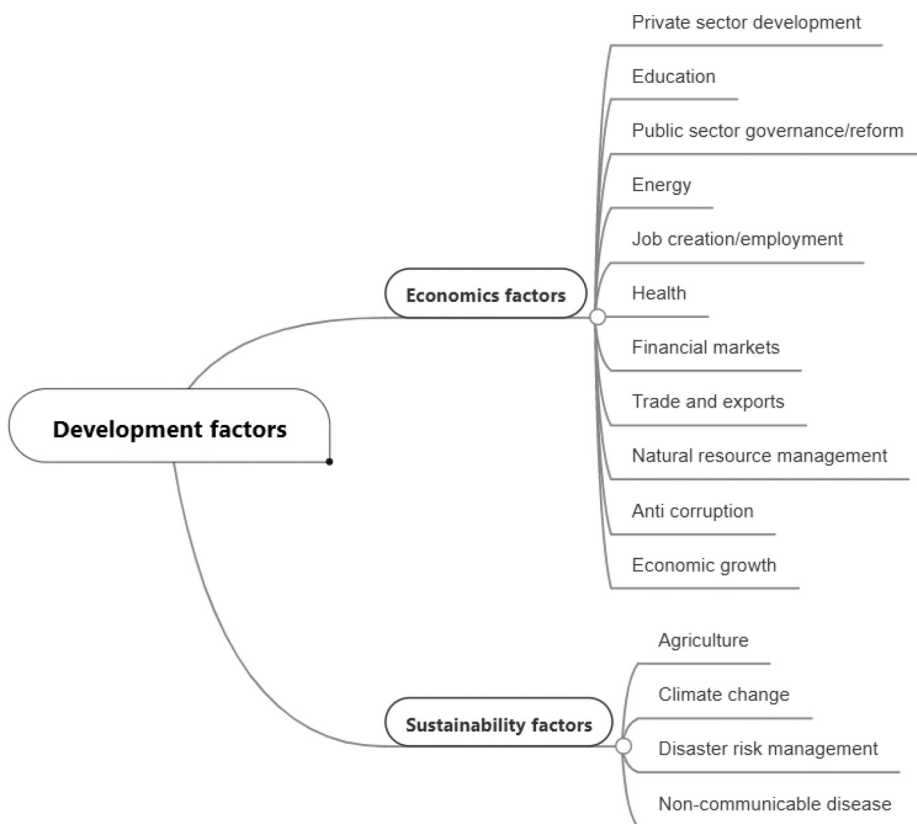 Private sector development
Education
Public sector governance/reform
Energy
Job creation/employment
Economics factors
Health
Financial markets
Trade and exports
Development factors
Natural resource management
Anti corruption
Economic growth
Agriculture
Climate change
Sustainability factors
Disaster risk management
Non-communicable disease